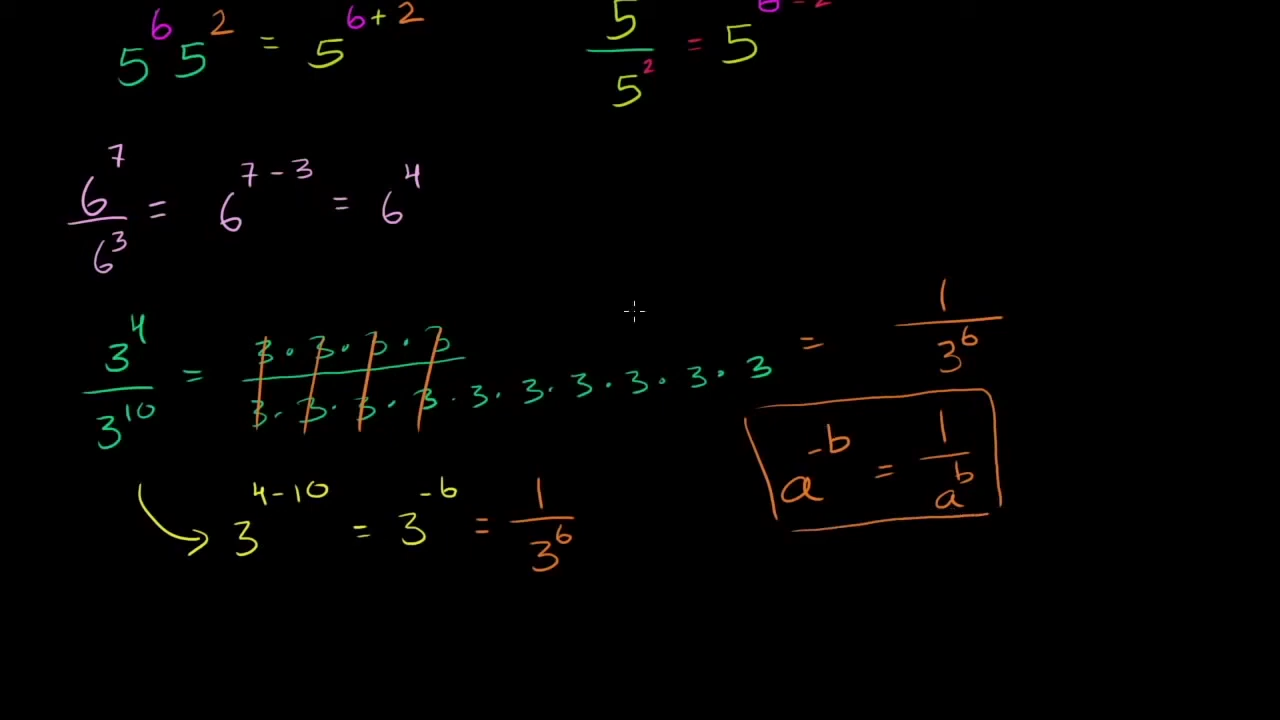 5^6 5^2 = 5^(6+2)
5/5^2 = 5^(6-2)
6^7/6^3 = 6^(7-3) = 6^4
3^4/3^10 = 3·3·3·3/3·3·3·3·3·3·3·3·3·3 = 1/3^6
a^-b = 1/a^b
3^(4-10) = 3^-6 = 1/3^6